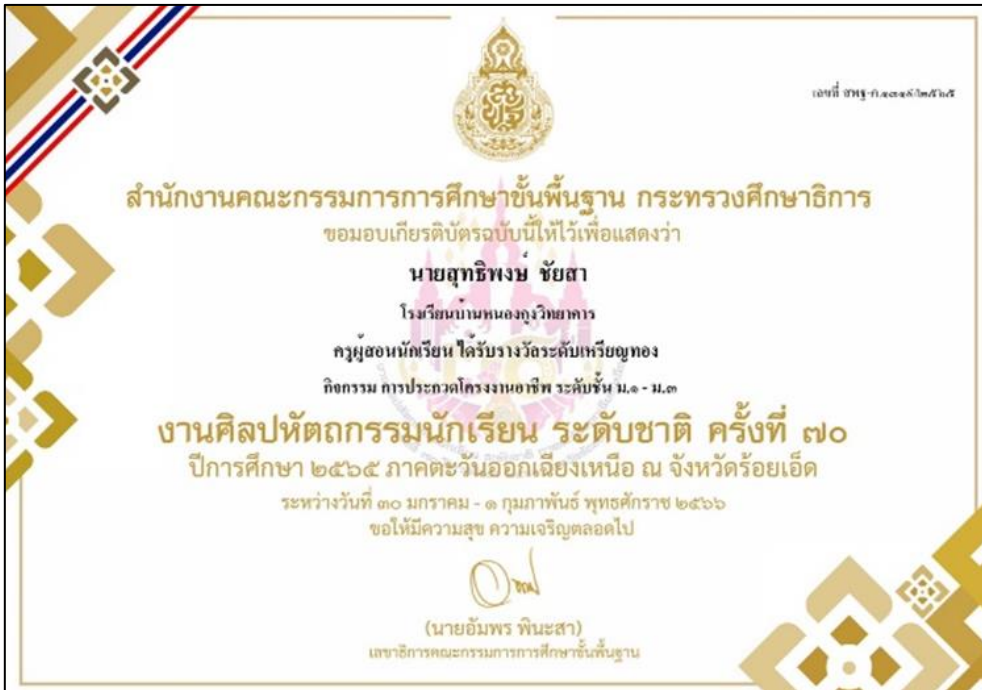 เลขที่ สพฐ-ก
สำนักงานคณะกรรมการการศึกษาขั้นพื้นฐาน กระทรวงศึกษาธิการ
ขอมอบเกียรติบัตรฉบับนี้ให้ไว้เพื่อแสดงว่า
นายสุทธิพงษ์ ชัยสา
โรงเรียนบ้านหนองกุงวิทยาคาร
ครูผู้สอนนักเรียน ได้รับรางวัลระดับเหรียญทอง
กิจกรรม การประกวดโครงงานอาชีพ ระดับชั้น ม.๑ - ม.๓
งานศิลปหัตถกรรมนักเรียน ระดับชาติ ครั้งที่ ๗๐
ปีการศึกษา ๒๕๖๕ ภาคตะวันออกเฉียงเหนือ ณ จังหวัดร้อยเอ็ด
ระหว่างวันที่ ๓๐ มกราคม - ๑ กุมภาพันธ์ พุทธศักราช ๒๕๖๖
ขอให้มีความสุข ความเจริญตลอดไป
(นายอัมพร พินะสา)
เลขาธิการคณะกรรมการการศึกษาขั้นพื้นฐาน